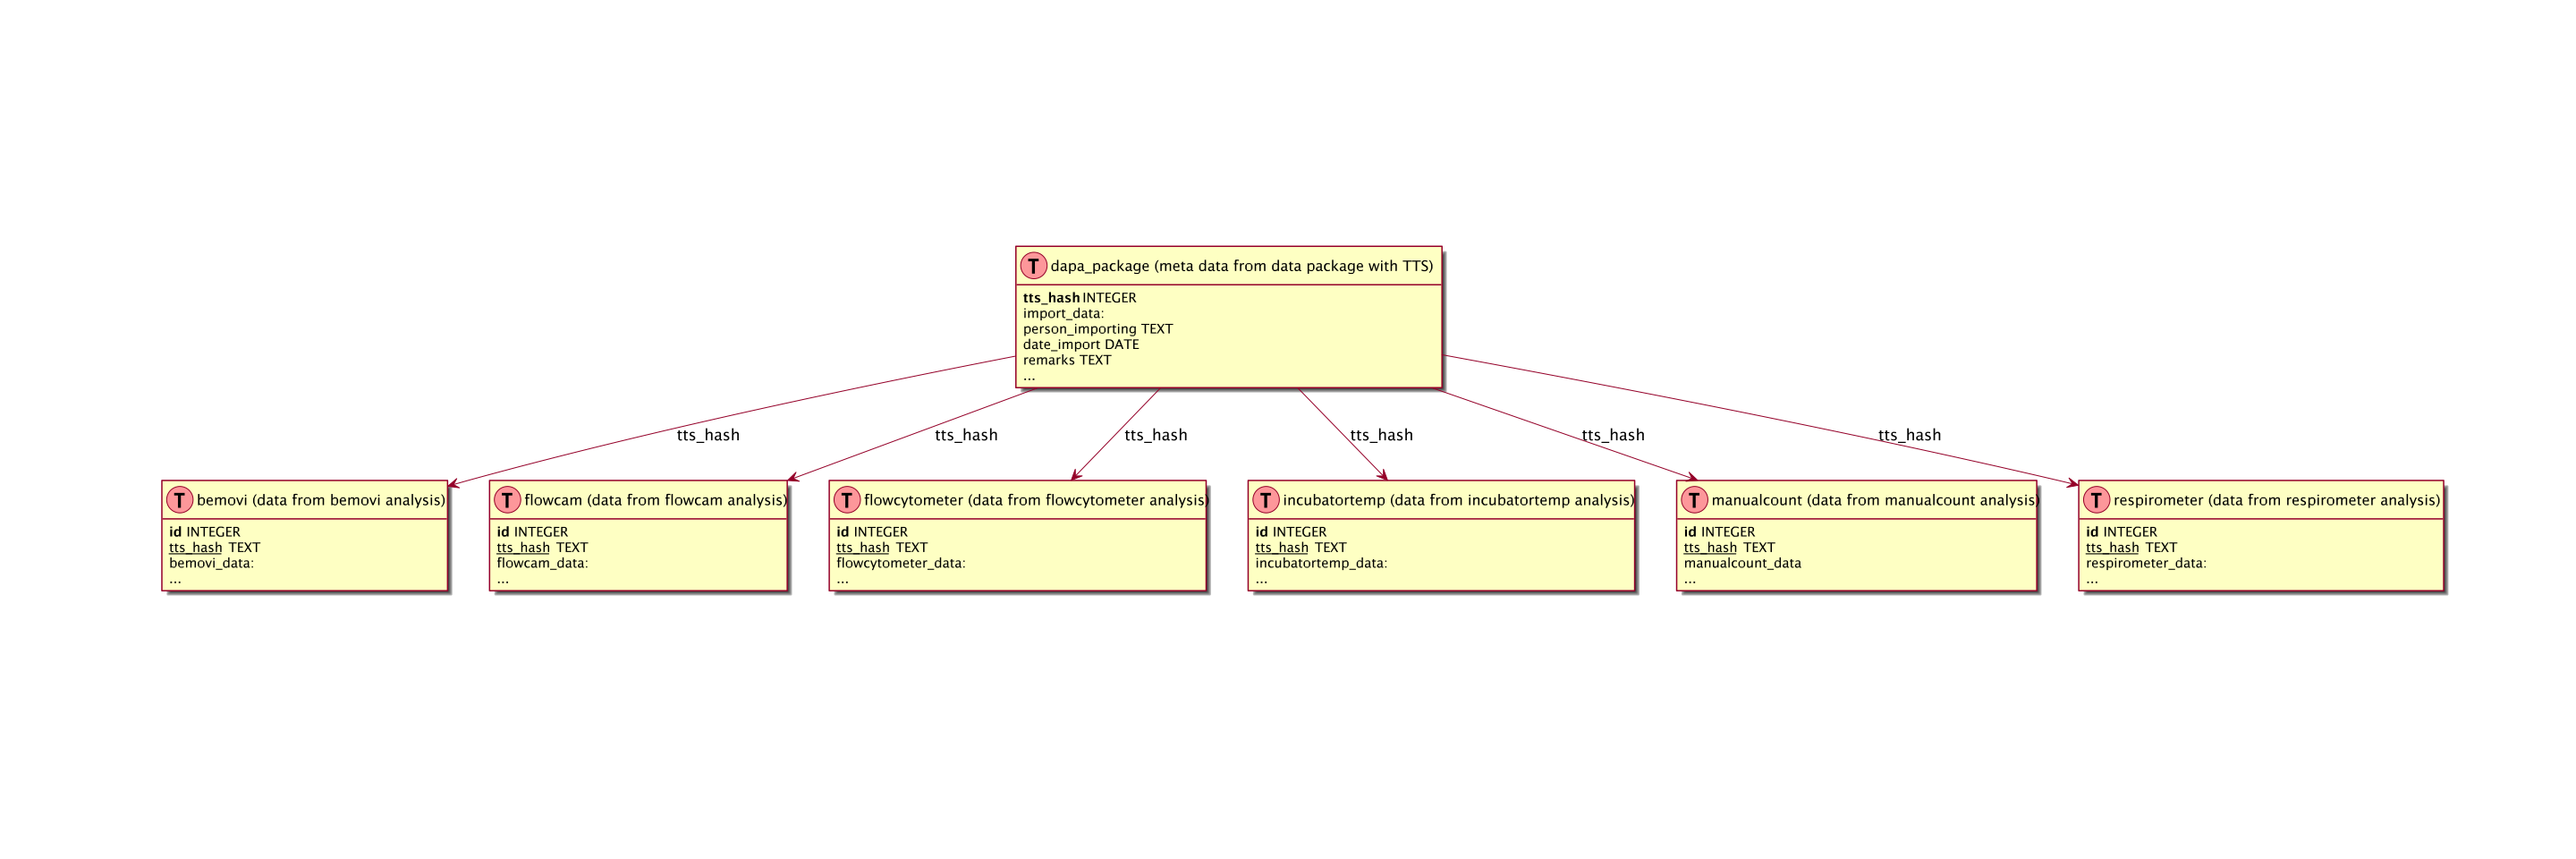 T dapa_package (meta data from data package with TTS)
tts_hash INTEGER
import_data:
person_importing TEXT
date_import DATE
remarks TEXT
...
tts_hash
tts_hash
tts_hash
tts_hash
tts_hash
tts_hash
T bemovi (data from bemovi analysis)
id INTEGER
tts_hash TEXT
bemovi_data:
...
T flowcam (data from flowcam analysis)
id INTEGER
tts_hash TEXT
flowcam_data:
...
T flowcytometer (data from flowcytometer analysis)
id INTEGER
tts_hash TEXT
flowcytometer_data:
...
T incubatortemp (data from incubatortemp analysis)
id INTEGER
tts_hash TEXT
incubatortemp_data:
...
T manualcount (data from manualcount analysis)
id INTEGER
tts_hash TEXT
manualcount_data
...
T respirometer (data from respirometer analysis)
id INTEGER
tts_hash TEXT
respirometer_data:
...